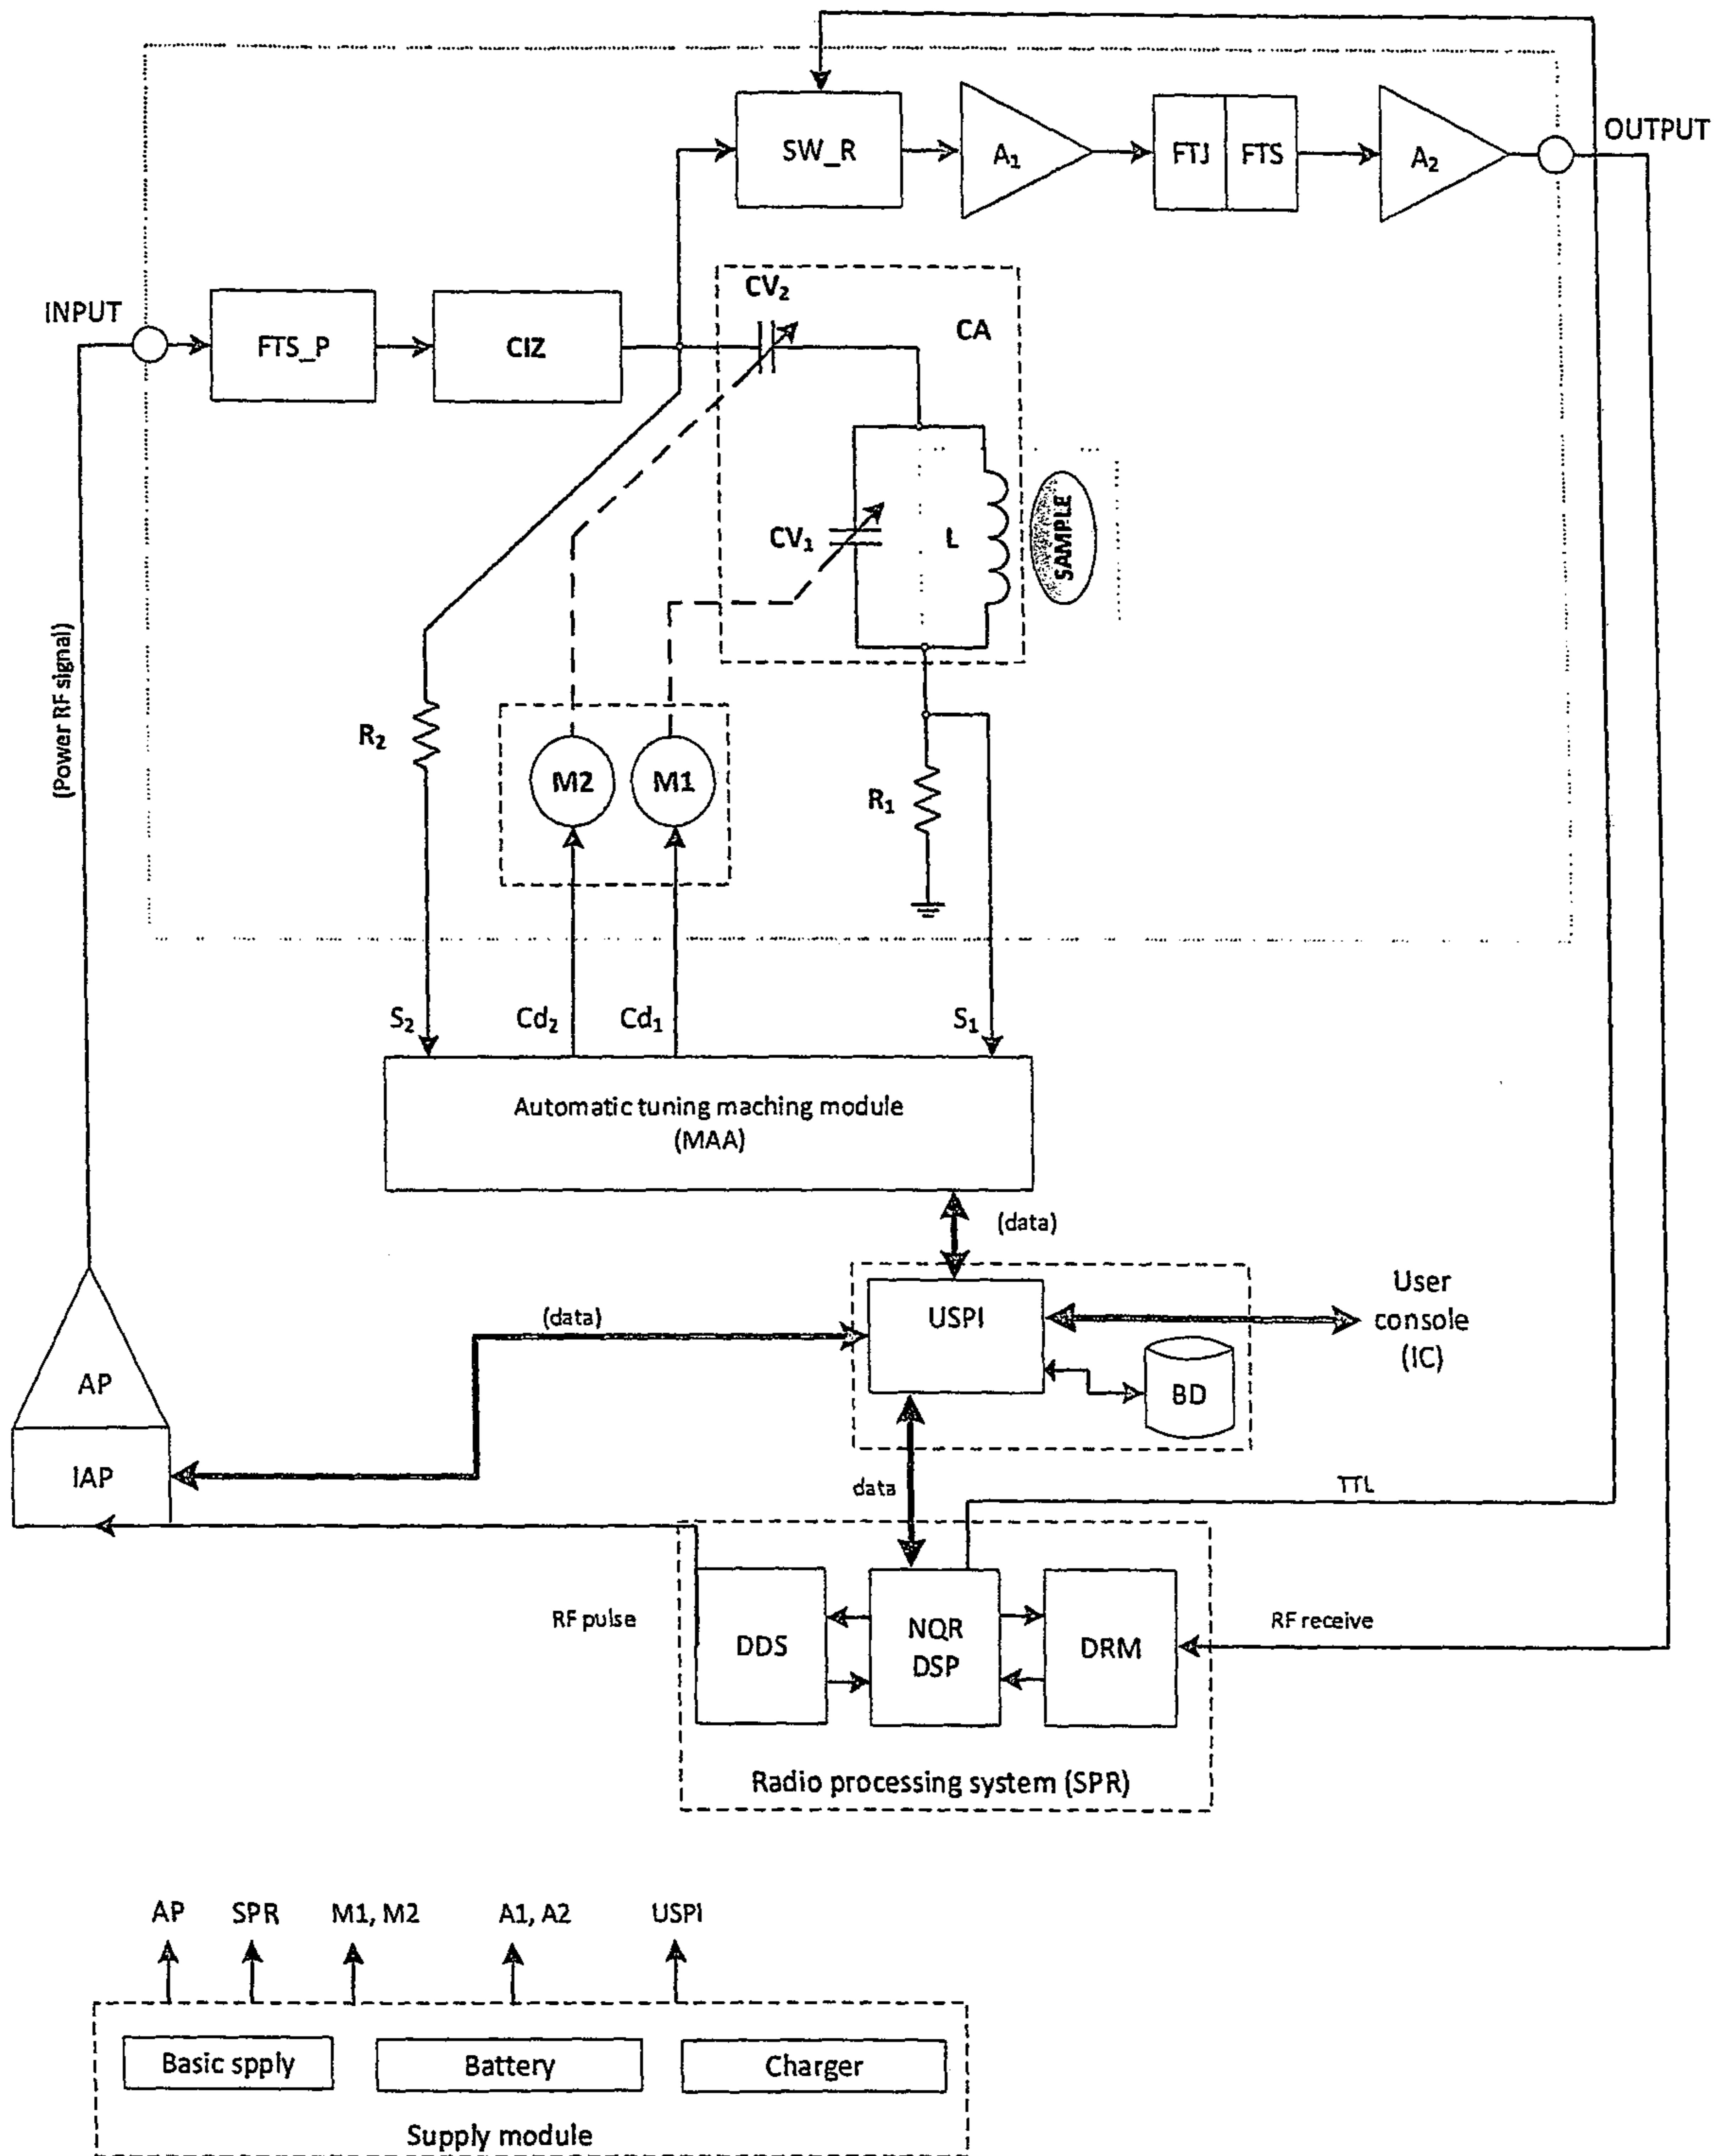 OUTPUT
SW_R
A1
FTJ
FTS
A2
INPUT
FTS_P
CIZ
CV2
CA
CV1
L
SAMPLE
(Power RF signal)
R2
M2
M1
R1
S2
Cd2
Cd1
S1
Automatic tuning maching module
(MAA)
(data)
(data)
USPI
User
console
(IC)
BD
AP
IAP
data
TTL
RF pulse
DDS
NQR
DSP
DRM
RF receive
Radio processing system (SPR)
AP
SPR
M1, M2
A1, A2
USPI
Basic spply
Battery
Charger
Supply module